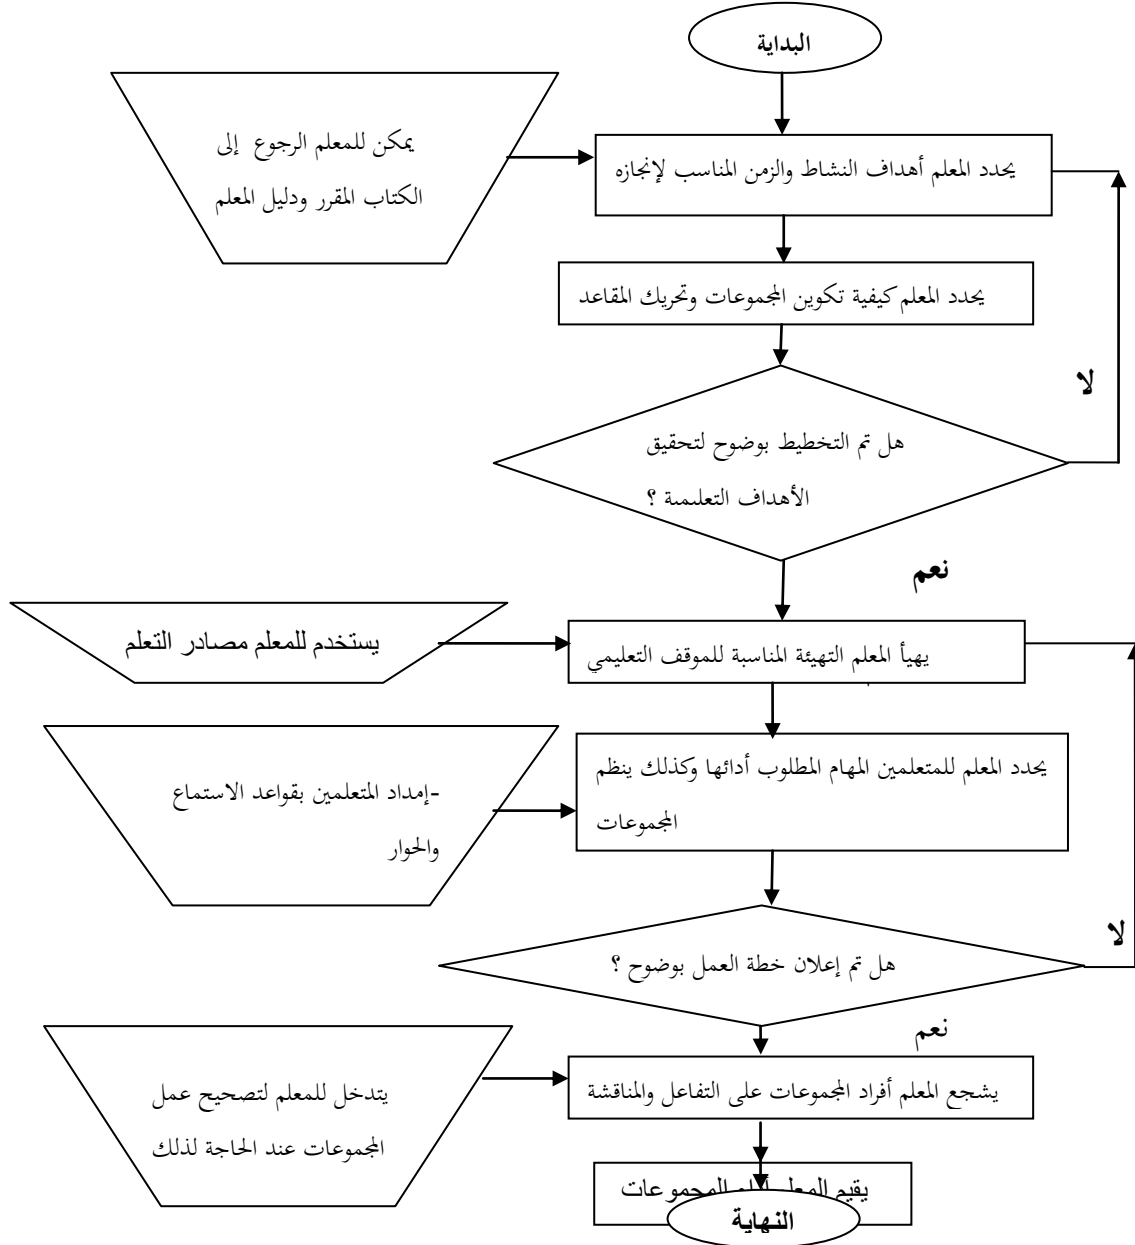 البداية
يمكن للمعلم الرجوع إلى
الكتاب المقرر ودليل المعلم
يحدد المعلم أهداف النشاط والزمن المناسب لإنجازه
يحدد المعلم كيفية تكوين المجموعات وتحريك المقاعد
لا
هل تم التخطيط بوضوح لتحقيق
الأهداف التعليمية ؟
نعم
يستخدم للمعلم مصادر التعلم
يهيأ المعلم التهيئة المناسبة للموقف التعليمي
-إمداد المتعلمين بقواعد الاستماع
والحوار
يحدد المعلم للمتعلمين المهام المطلوب أدائها وكذلك ينظم
المجموعات
لا
هل تم إعلان خطة العمل بوضوح ؟
نعم
يتدخل للمعلم لتصحيح عمل
المجموعات عند الحاجة لذلك
يشجع المعلم أفراد المجموعات على التفاعل والمناقشة
يقيم المعلم المجموعات
النهاية